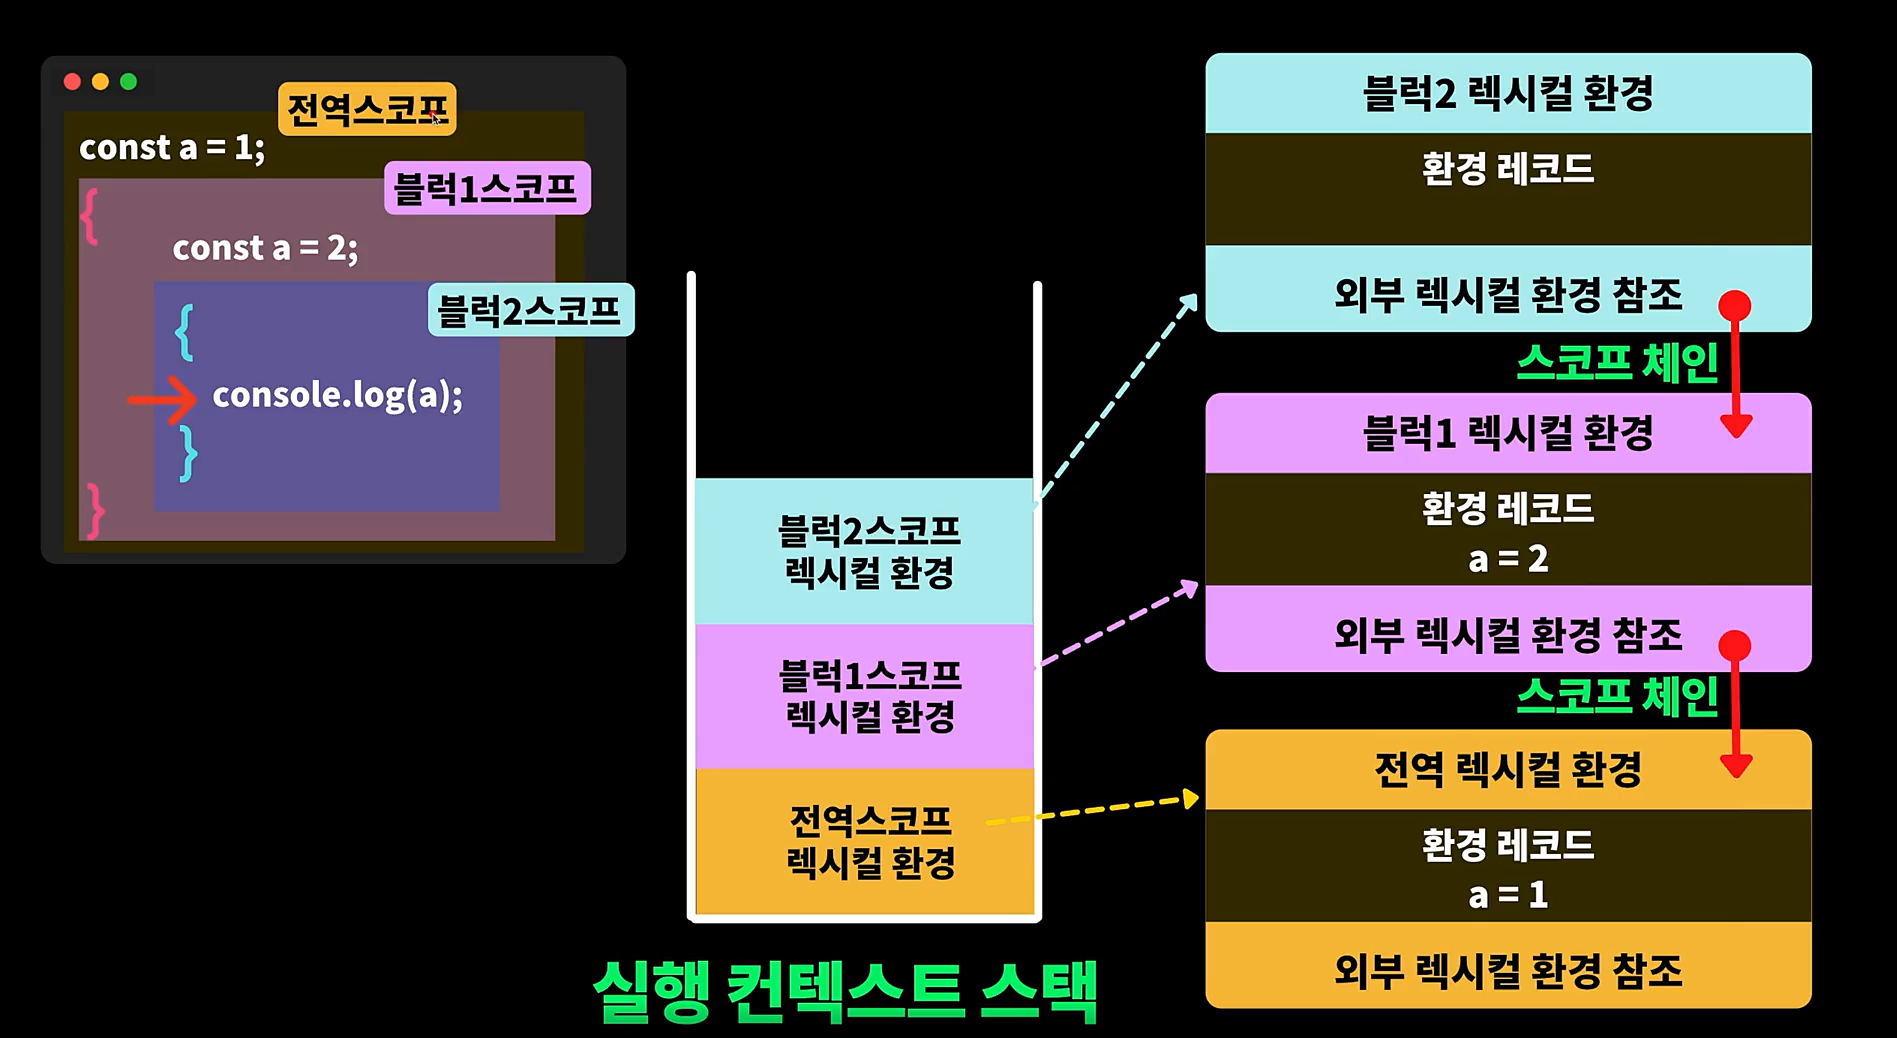 전역스코프
const a = 1;
블럭1스코프
{
const a = 2;
블럭2스코프
{
console.log(a);
}
}
블럭2스코프
렉시컬 환경
블럭1스코프
렉시컬 환경
전역스코프
렉시컬 환경
실행 컨텍스트 스택
블럭2 렉시컬 환경
환경 레코드
외부 렉시컬 환경 참조
스코프 체인
블럭1 렉시컬 환경
환경 레코드
a = 2
외부 렉시컬 환경 참조
스코프 체인
전역 렉시컬 환경
환경 레코드
a = 1
외부 렉시컬 환경 참조